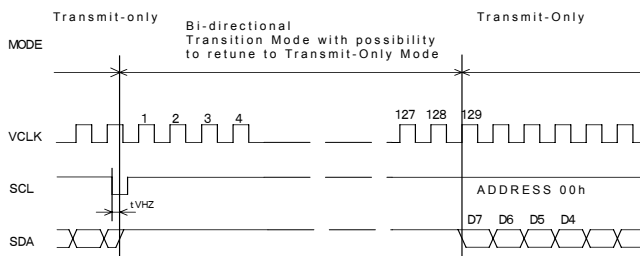 Transmit-only
Bi-directional
Transition Mode with possibility
to retune to Transmit-Only Mode
Transmit-Only
MODE
1 2 3 4 127 128 129
VCLK
SCL
ADDRESS 00h
tVHZ
D7 D6 D5 D4
SDA